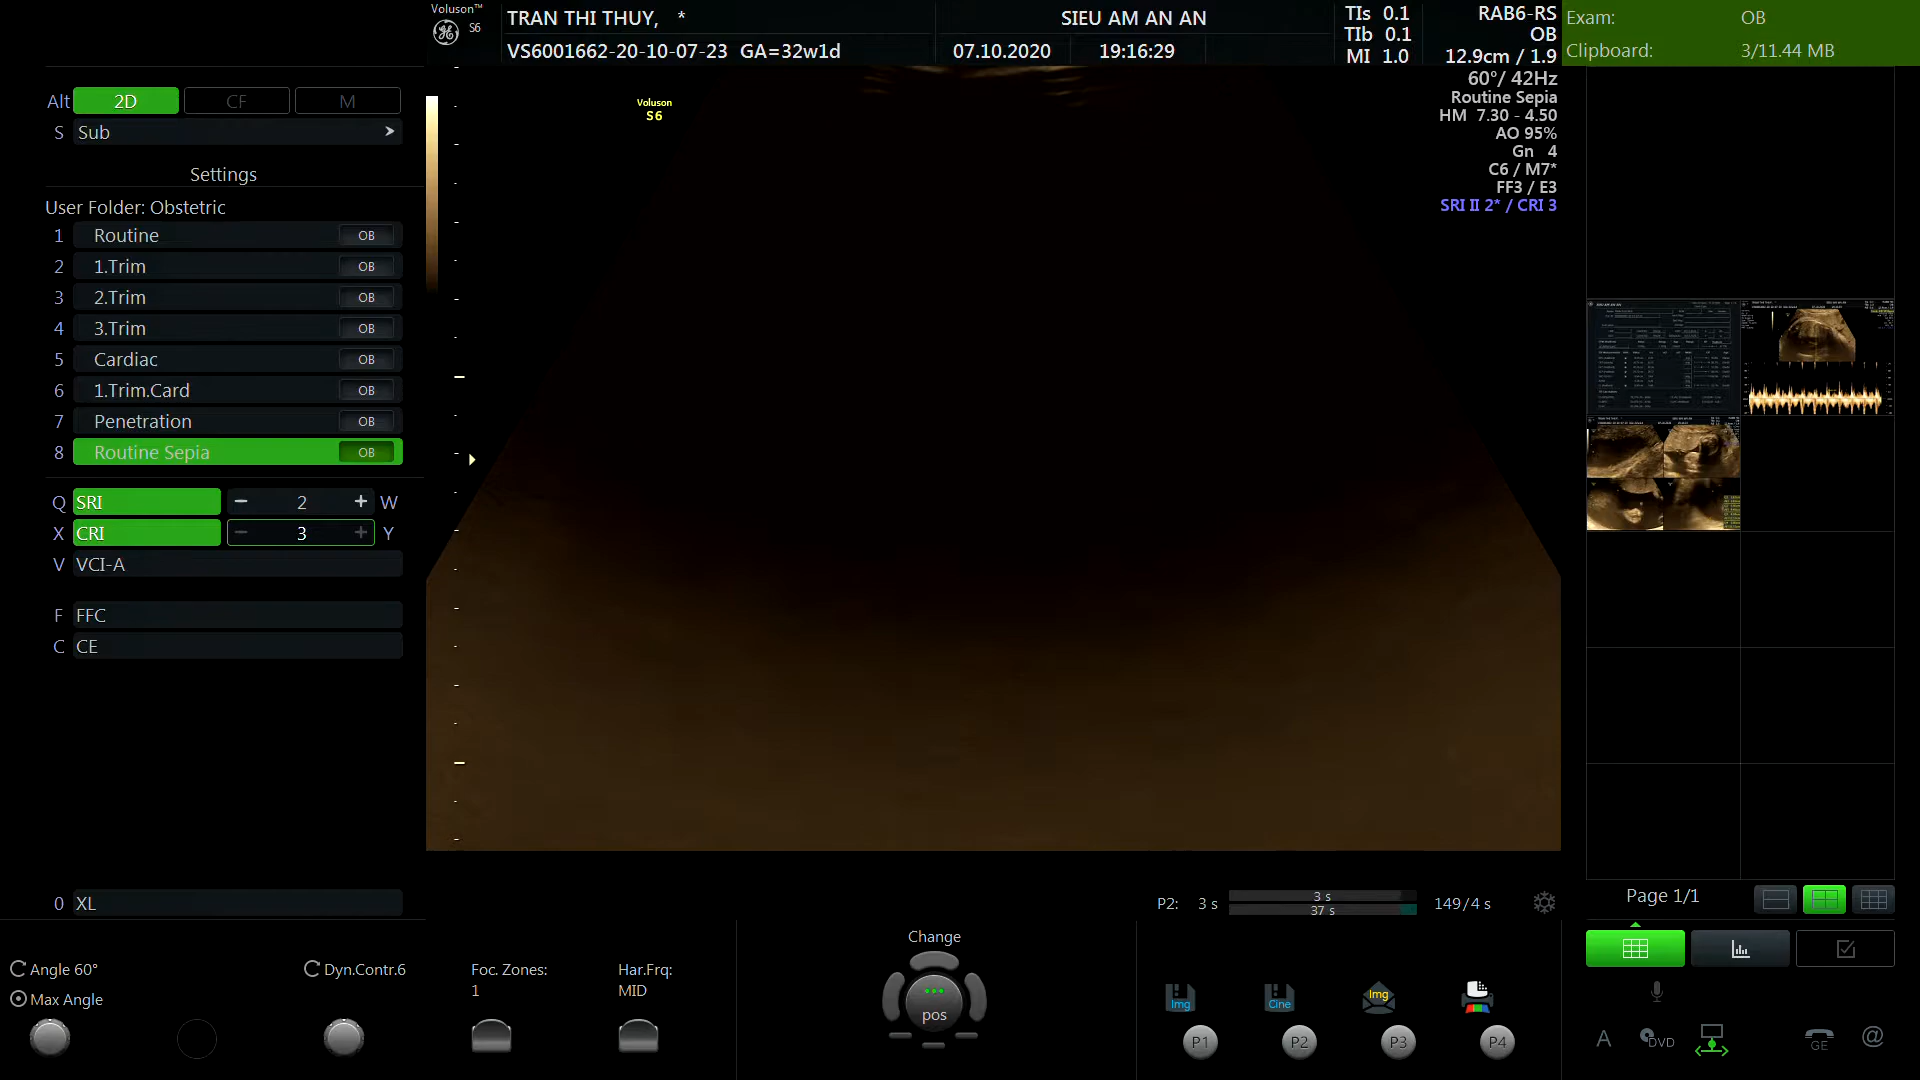 Voluson™
S6
TRAN THI THUY, *
SIEU AM AN AN
VS6001662-20-10-07-23 GA=32w1d
07.10.2020
19:16:29
TIs 0.1
TIb 0.1
MI 1.0
RAB6-RS
OB
12.9cm / 1.9
60°/ 42Hz
Routine Sepia
HM 7.30 - 4.50
AO 95%
Gn 4
C6 / M7*
FF3 / E3
SRI II 2* / CRI 3
Exam: OB
Clipboard: 3/11.44 MB
Voluson
S6
Alt 2D CF M
S Sub >
Settings
User Folder: Obstetric
1 Routine OB
2 1.Trim OB
3 2.Trim OB
4 3.Trim OB
5 Cardiac OB
6 1.Trim.Card OB
7 Penetration OB
8 Routine Sepia OB
Q SRI − 2 + W
X CRI − 3 + Y
V VCI-A
F FFC
C CE
0 XL
P2: 3 s
3 s
37 s
149/4 s
Page 1/1
Angle 60°
Max Angle
Dyn.Contr.6
Foc. Zones:
1
Har.Frq:
MID
Change
pos
Img
Cine
Img
P1
P2
P3
P4
A
DVD
GE
@